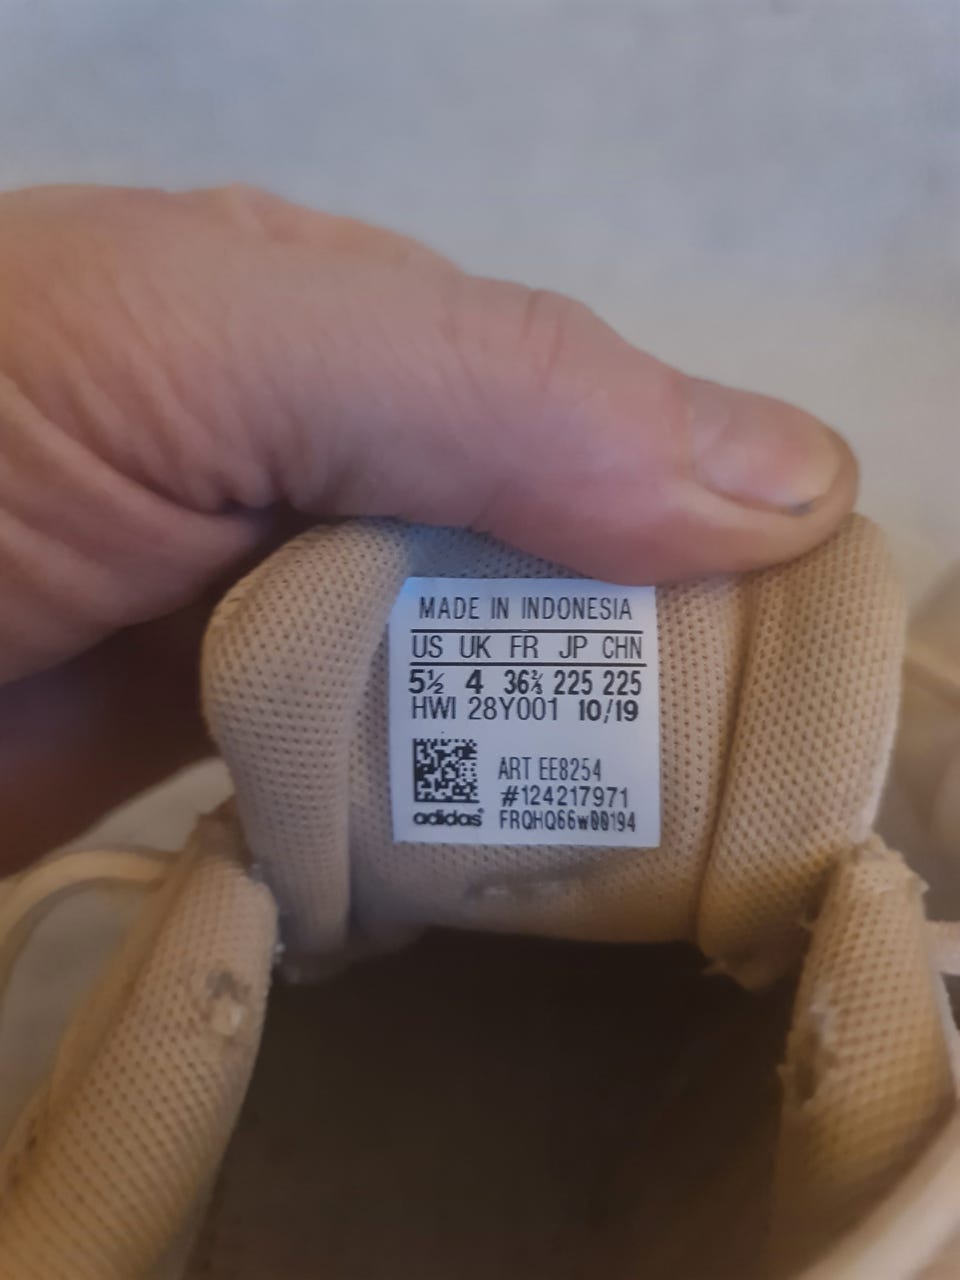 MADE IN INDONESIA
US UK FR JP CHN
5½ 4 36⅔ 225 225
HWI 28Y001 10/19
ART EE8254
#124217971
adidas FRQHQ66w00194